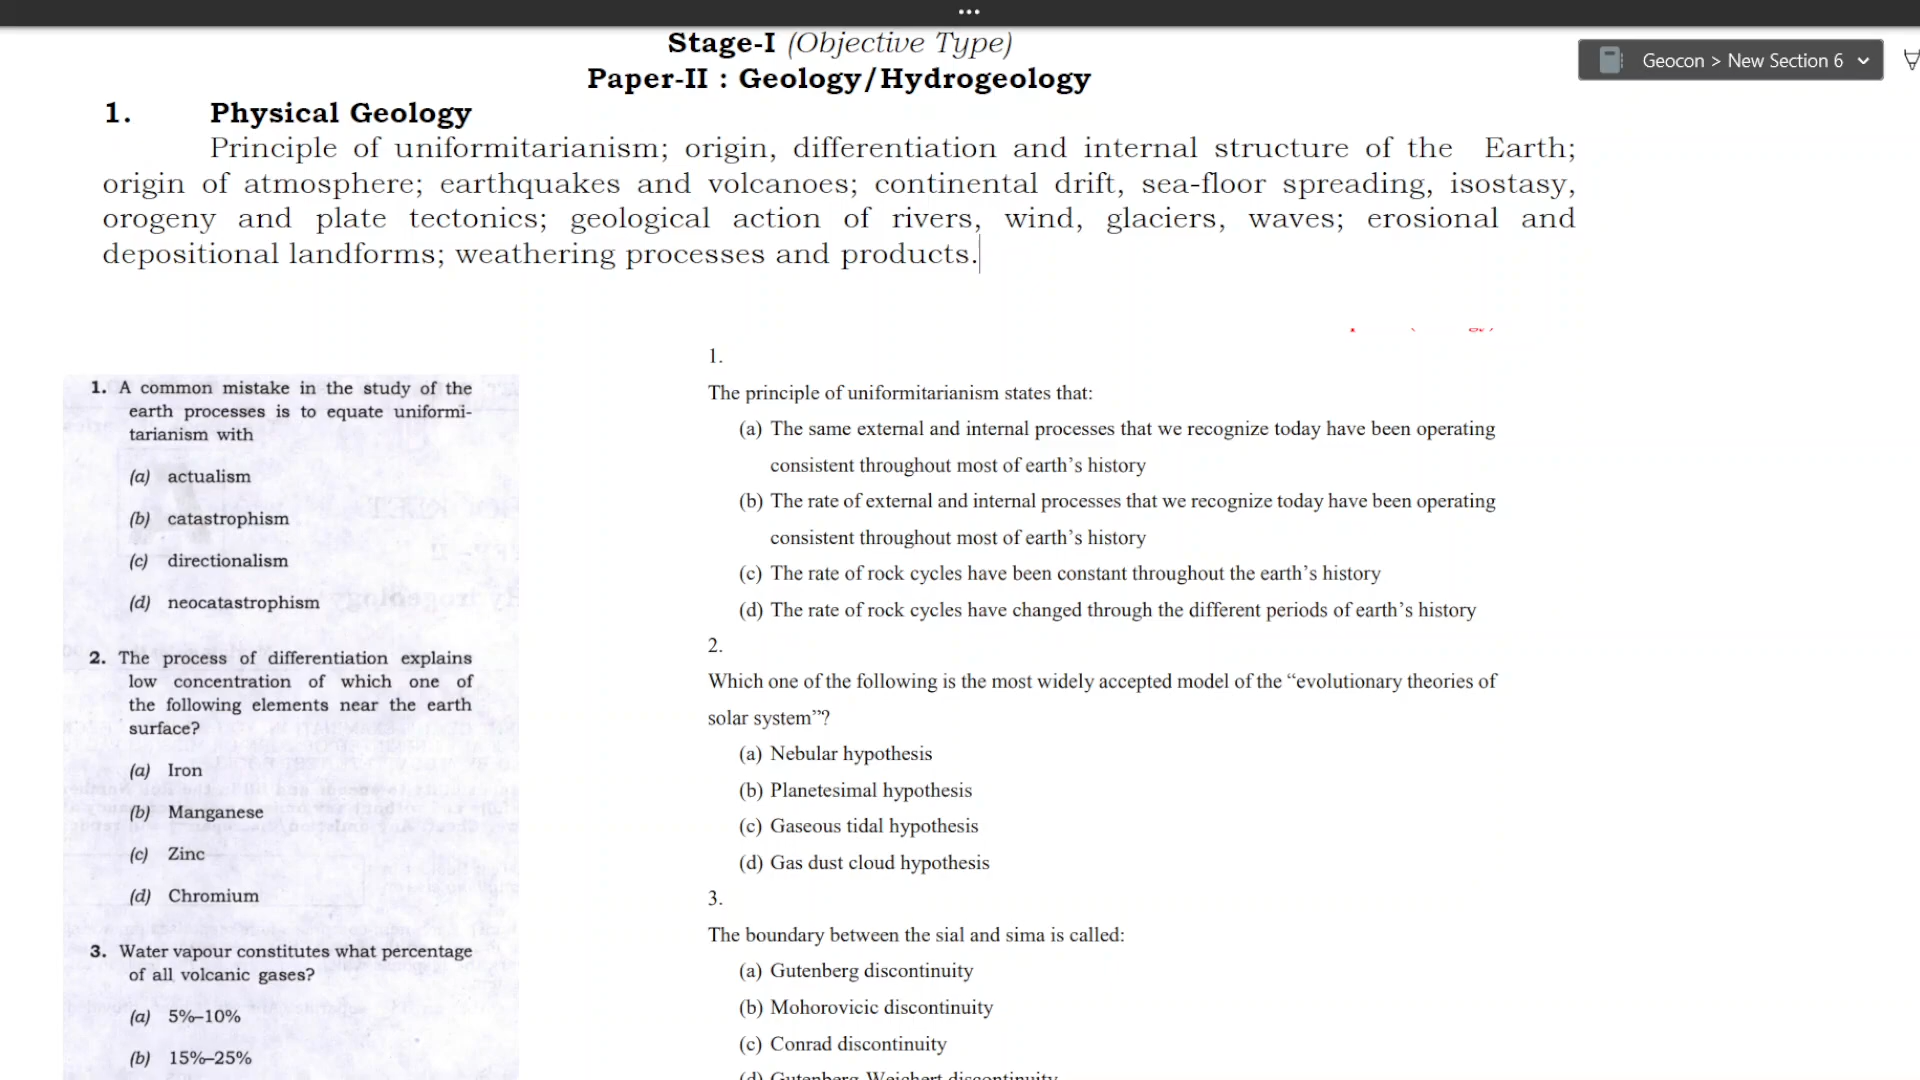 Stage-I (Objective Type)
Paper-II : Geology/Hydrogeology
Geocon > New Section 6
1. Physical Geology
Principle of uniformitarianism; origin, differentiation and internal structure of the Earth;
origin of atmosphere; earthquakes and volcanoes; continental drift, sea-floor spreading, isostasy,
orogeny and plate tectonics; geological action of rivers, wind, glaciers, waves; erosional and
depositional landforms; weathering processes and products.
1. A common mistake in the study of the
earth processes is to equate uniformi-
tarianism with
(a) actualism
(b) catastrophism
(c) directionalism
(d) neocatastrophism
2. The process of differentiation explains
low concentration of which one of
the following elements near the earth
surface?
(a) Iron
(b) Manganese
(c) Zinc
(d) Chromium
3. Water vapour constitutes what percentage
of all volcanic gases?
(a) 5%–10%
(b) 15%–25%
1.
The principle of uniformitarianism states that:
(a) The same external and internal processes that we recognize today have been operating
consistent throughout most of earth's history
(b) The rate of external and internal processes that we recognize today have been operating
consistent throughout most of earth's history
(c) The rate of rock cycles have been constant throughout the earth's history
(d) The rate of rock cycles have changed through the different periods of earth's history
2.
Which one of the following is the most widely accepted model of the “evolutionary theories of
solar system”?
(a) Nebular hypothesis
(b) Planetesimal hypothesis
(c) Gaseous tidal hypothesis
(d) Gas dust cloud hypothesis
3.
The boundary between the sial and sima is called:
(a) Gutenberg discontinuity
(b) Mohorovicic discontinuity
(c) Conrad discontinuity
(d) Gutenberg Weichert discontinuity